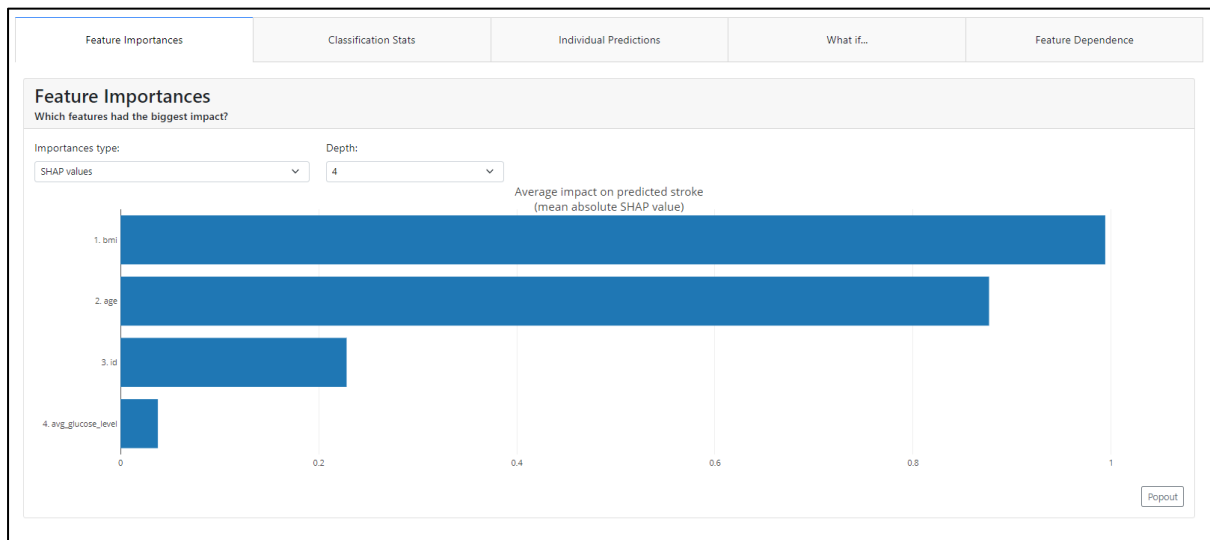 Feature Importances
Classification Stats
Individual Predictions
What if...
Feature Dependence
Feature Importances
Which features had the biggest impact?
Importances type:
Depth:
SHAP values
4
Average impact on predicted stroke
(mean absolute SHAP value)
1. bmi
2. age
3. id
4. avg_glucose_level
0
0.2
0.4
0.6
0.8
1
Popout